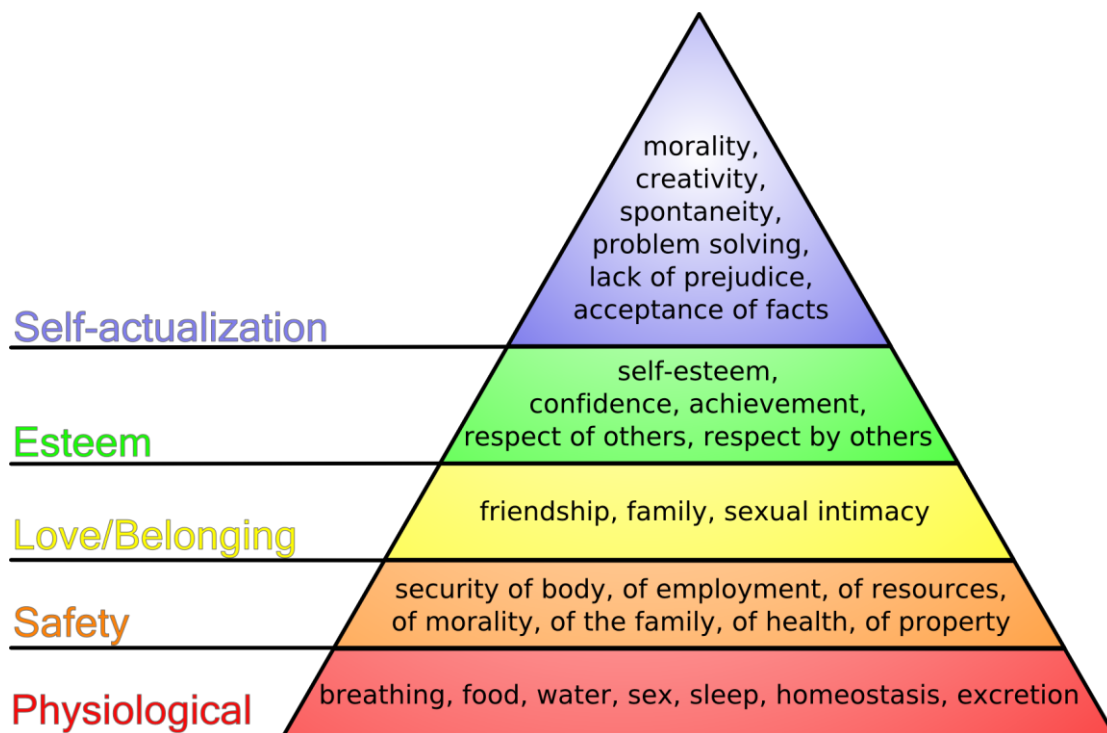 morality,
creativity,
spontaneity,
problem solving,
lack of prejudice,
acceptance of facts
Self-actualization
self-esteem,
confidence, achievement,
respect of others, respect by others
Esteem
friendship, family, sexual intimacy
Love/Belonging
security of body, of employment, of resources,
of morality, of the family, of health, of property
Safety
breathing, food, water, sex, sleep, homeostasis, excretion
Physiological